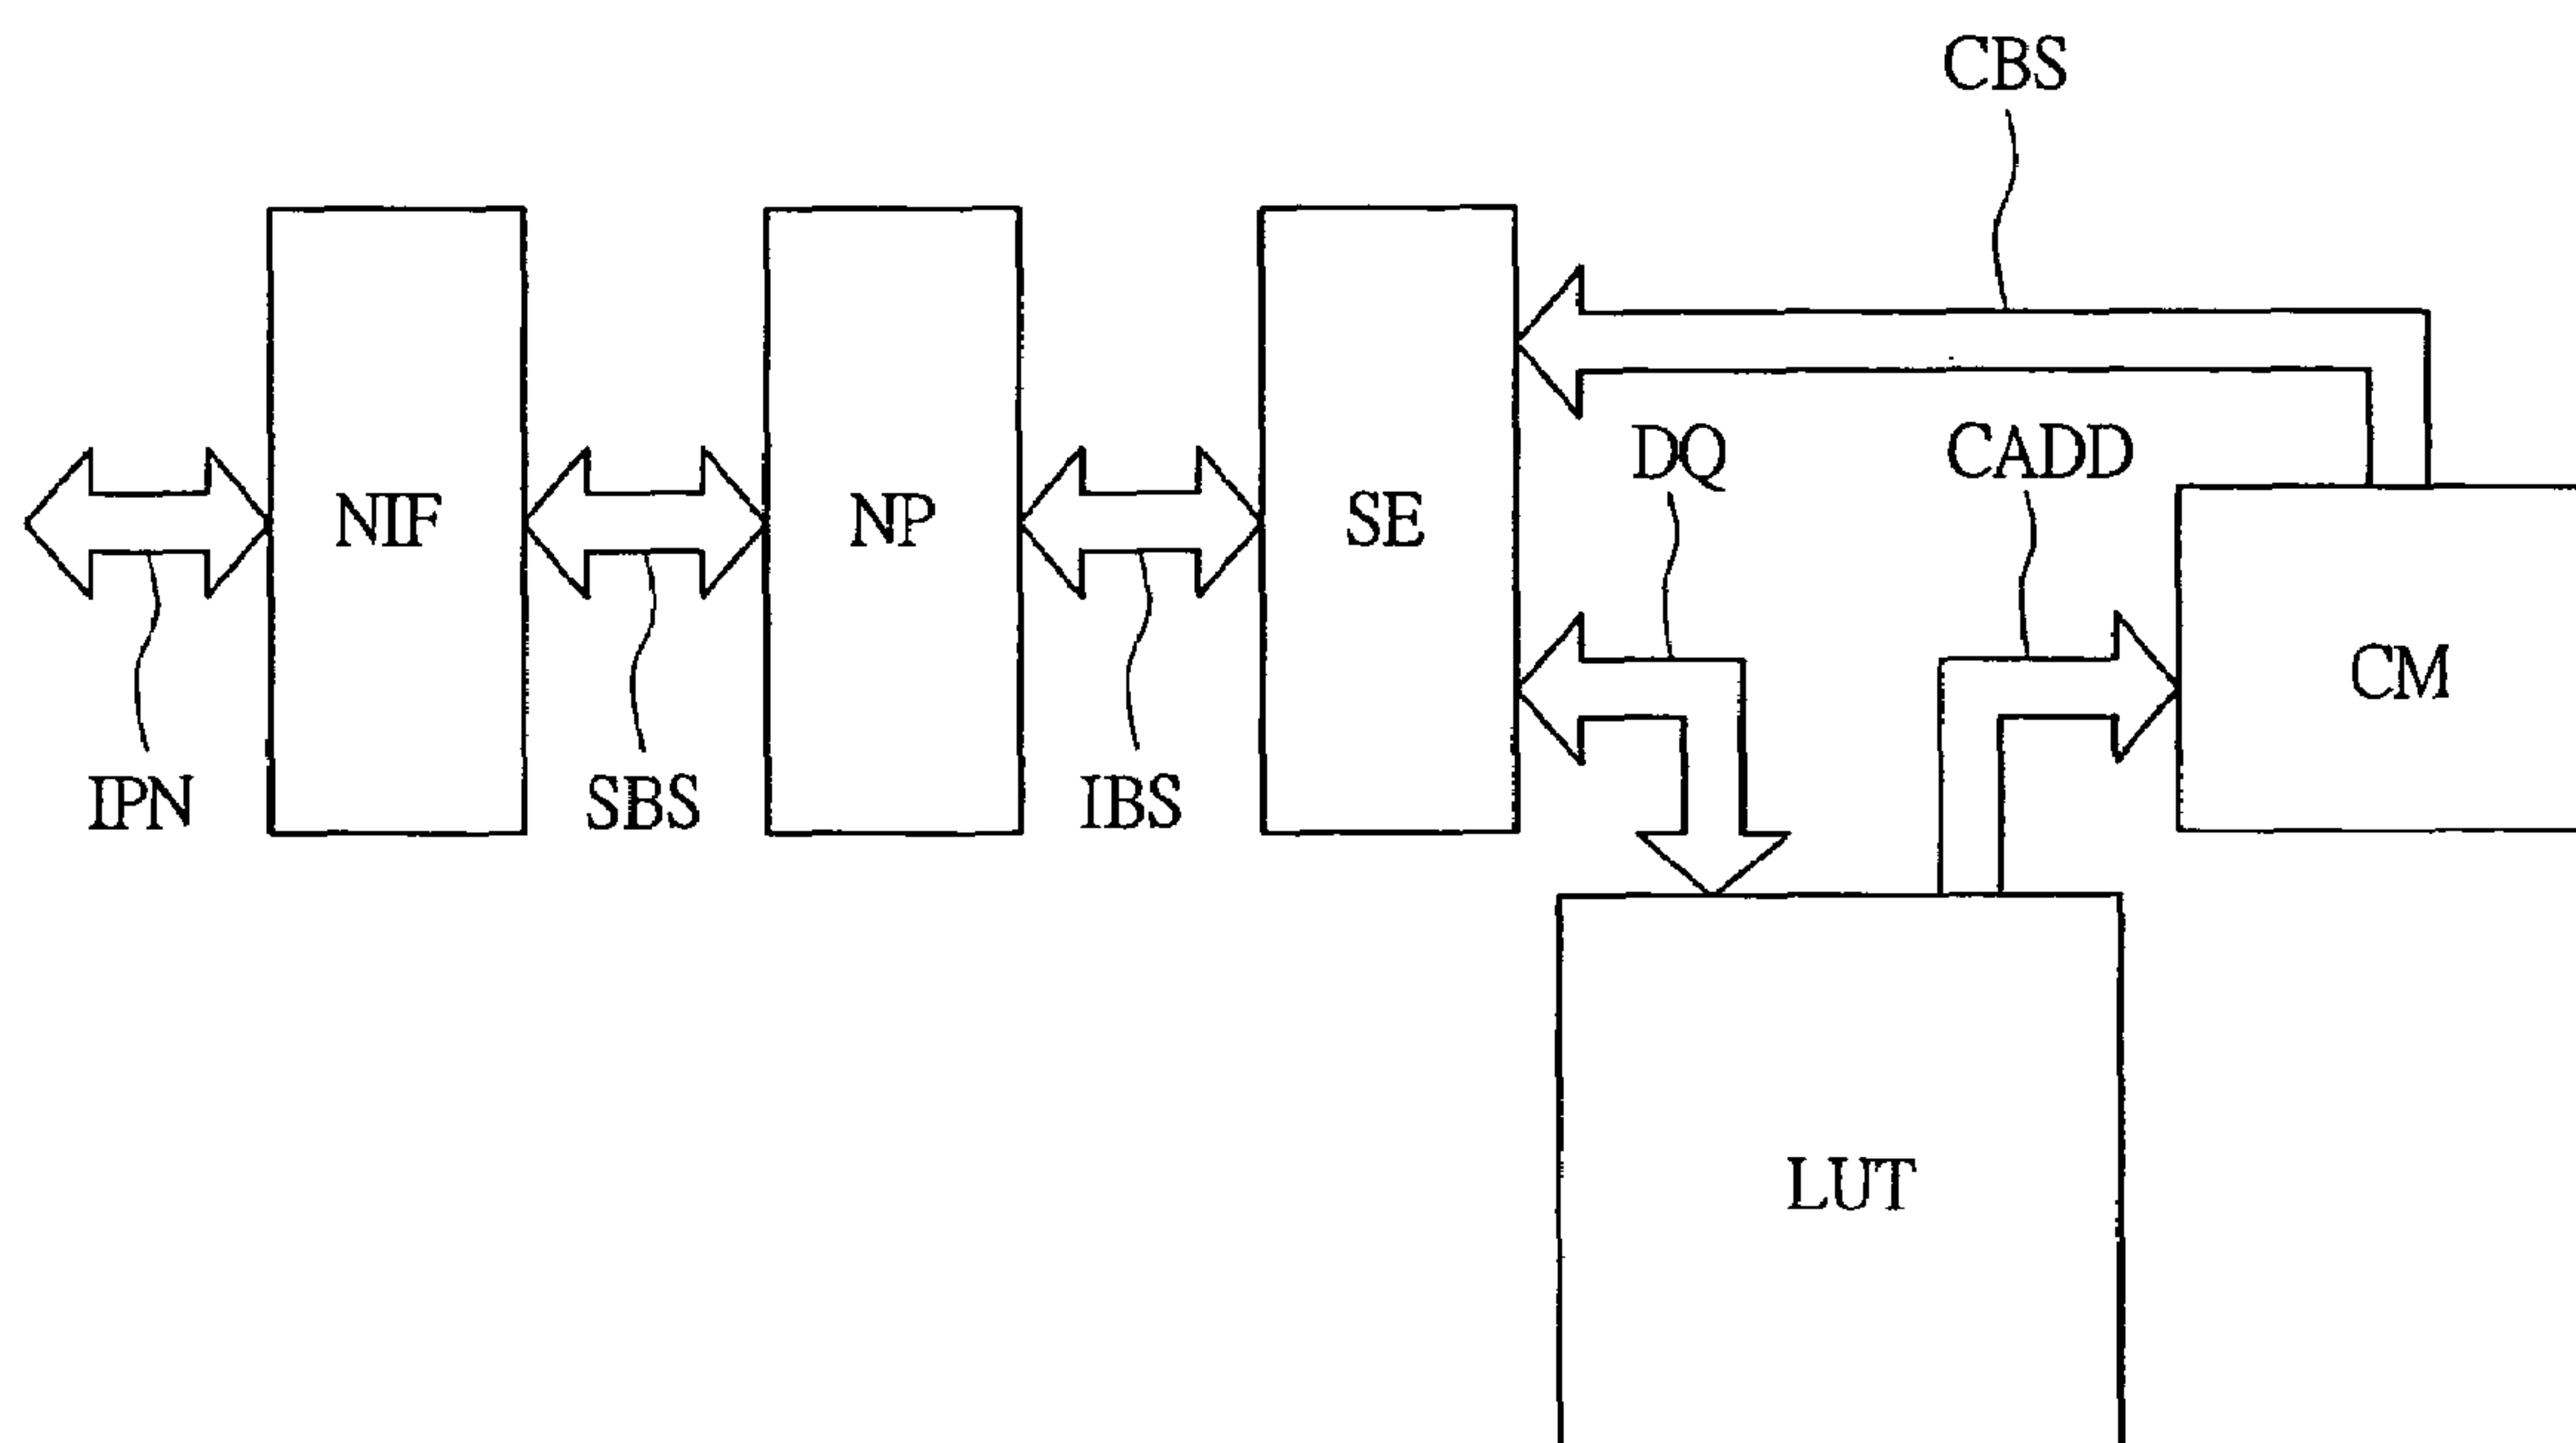 CBS
DQ
CADD
NIF
NP
SE
CM
IPN
SBS
IBS
LUT